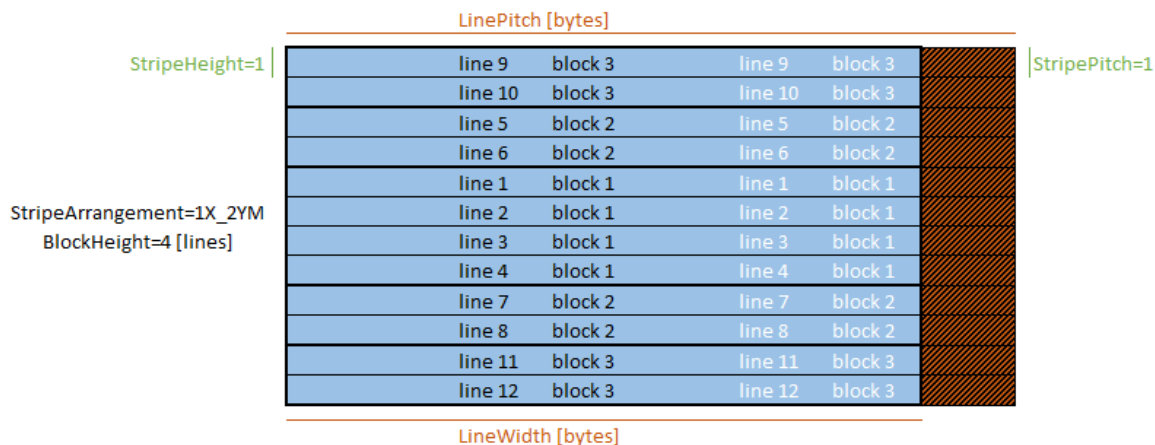 LinePitch [bytes]
StripeHeight=1 line 9 block 3 line 9 block 3 StripePitch=1
line 10 block 3 line 10 block 3
line 5 block 2 line 5 block 2
line 6 block 2 line 6 block 2
line 1 block 1 line 1 block 1
StripeArrangement=1X_2YM line 2 block 1 line 2 block 1
BlockHeight=4 [lines] line 3 block 1 line 3 block 1
line 4 block 1 line 4 block 1
line 7 block 2 line 7 block 2
line 8 block 2 line 8 block 2
line 11 block 3 line 11 block 3
line 12 block 3 line 12 block 3
LineWidth [bytes]